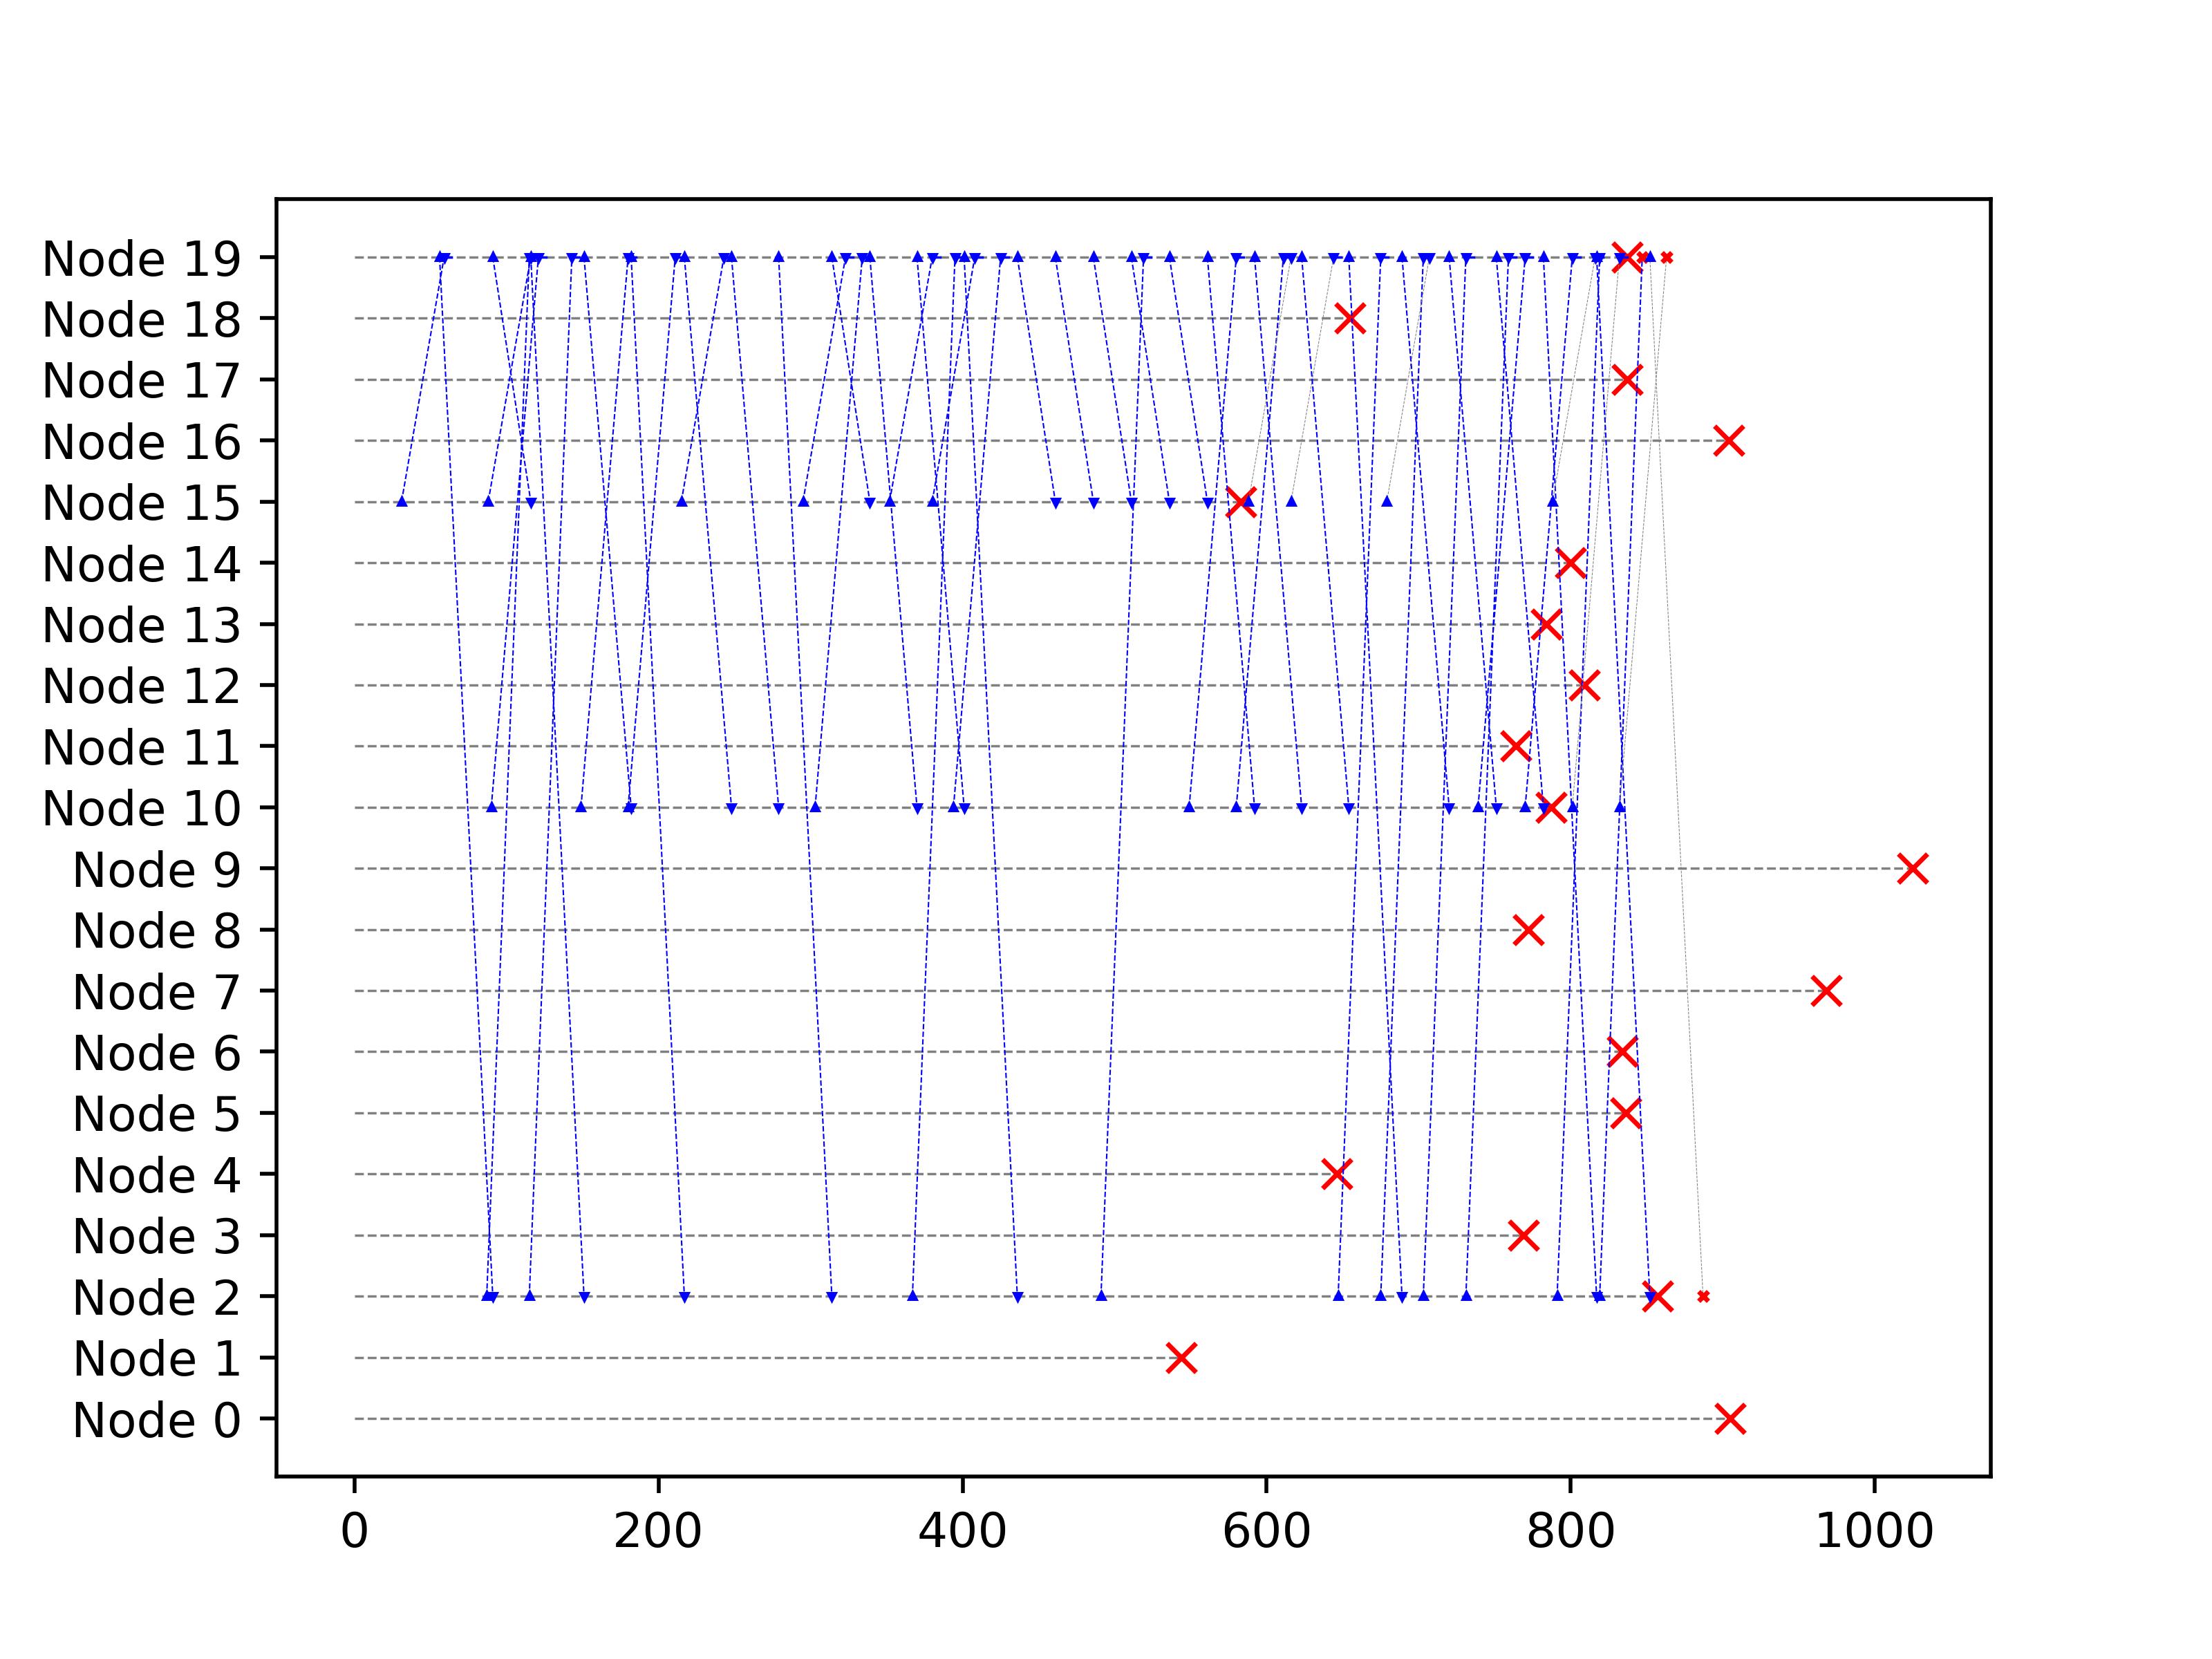 Node 19
Node 18
Node 17
Node 16
Node 15
Node 14
Node 13
Node 12
Node 11
Node 10
Node 9
Node 8
Node 7
Node 6
Node 5
Node 4
Node 3
Node 2
Node 1
Node 0
0 200 400 600 800 1000